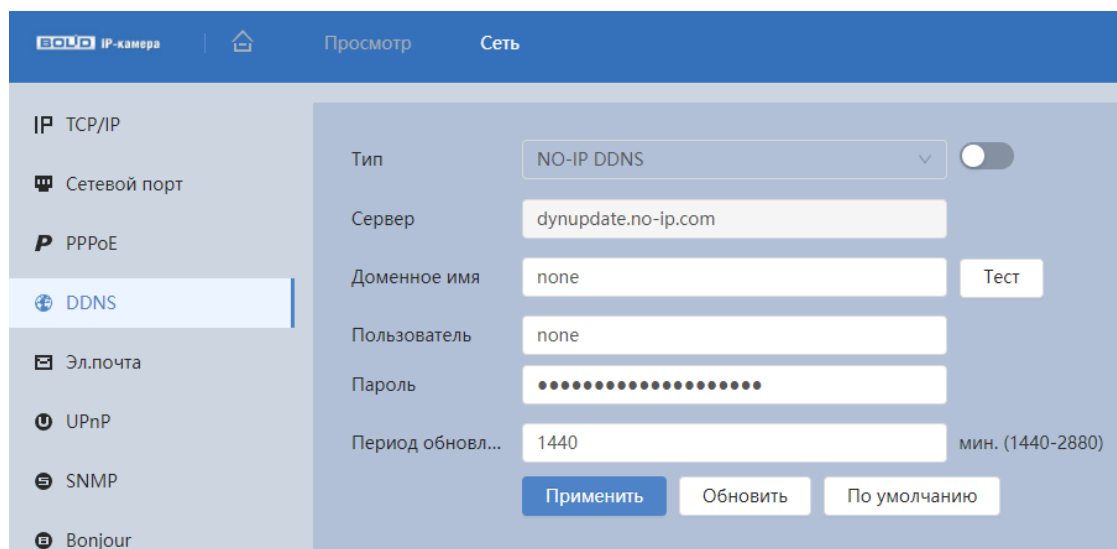 BOLID IP-камера Просмотр Сеть
IP TCP/IP
Сетевой порт
P PPPoE
DDNS
Эл.почта
UPnP
SNMP
Bonjour
Тип NO-IP DDNS
Сервер dynupdate.no-ip.com
Доменное имя none Тест
Пользователь none
Пароль ••••••••••••••••••••
Период обновл... 1440 мин. (1440-2880)
Применить Обновить По умолчанию